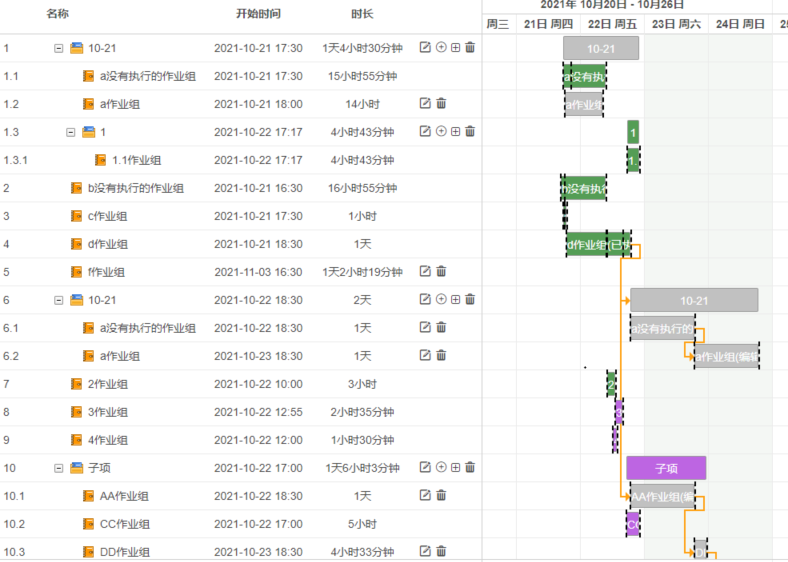 2021年 10月20日 - 10月26日
名称 开始时间 时长 周三 21日 周四 22日 周五 23日 周六 24日 周日
1 10-21 2021-10-21 17:30 1天4小时30分钟 10-21
1.1 a没有执行的作业组 2021-10-21 17:30 15小时55分钟 a没有执
1.2 a作业组 2021-10-21 18:00 14小时 a作业组
1.3 1 2021-10-22 17:17 4小时43分钟 1
1.3.1 1.1作业组 2021-10-22 17:17 4小时43分钟 1.
2 b没有执行的作业组 2021-10-21 16:30 16小时55分钟 没有执
3 c作业组 2021-10-21 17:30 1小时
4 d作业组 2021-10-21 18:30 1天 d作业组(已
5 f作业组 2021-11-03 16:30 1天2小时19分钟
6 10-21 2021-10-22 18:30 2天 10-21
6.1 a没有执行的作业组 2021-10-22 18:30 1天 a没有执行的
6.2 a作业组 2021-10-23 18:30 1天 a作业组(编辑
7 2作业组 2021-10-22 10:00 3小时 2
8 3作业组 2021-10-22 12:55 2小时35分钟 3
9 4作业组 2021-10-22 12:00 1小时30分钟
10 子项 2021-10-22 17:00 1天6小时3分钟 子项
10.1 AA作业组 2021-10-22 18:30 1天 AA作业组(编
10.2 CC作业组 2021-10-22 17:00 5小时 CC
10.3 DD作业组 2021-10-23 18:30 4小时33分钟 D